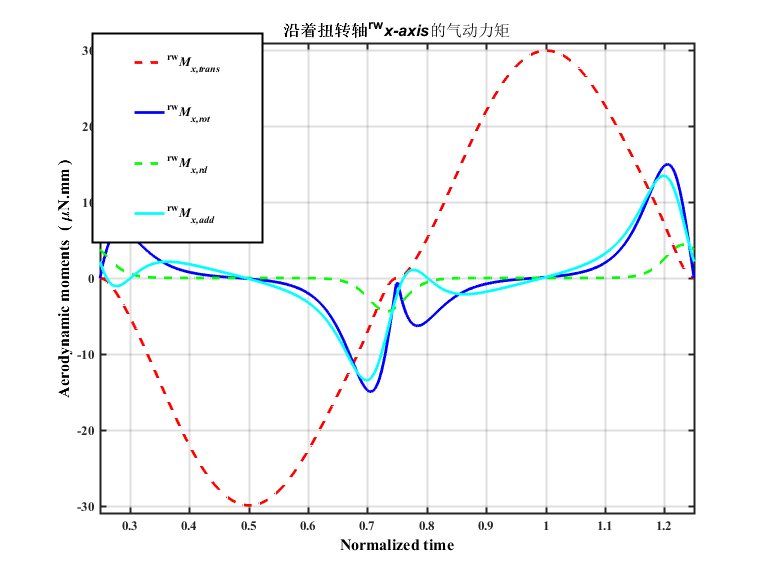 沿着扭转轴rwx-axis的气动力矩
rwMx,trans
rwMx,rot
rwMx,rd
rwMx,add
30
20
10
0
-10
-20
-30
Aerodynamic moments ( μN.mm )
0.3 0.4 0.5 0.6 0.7 0.8 0.9 1 1.1 1.2
Normalized time